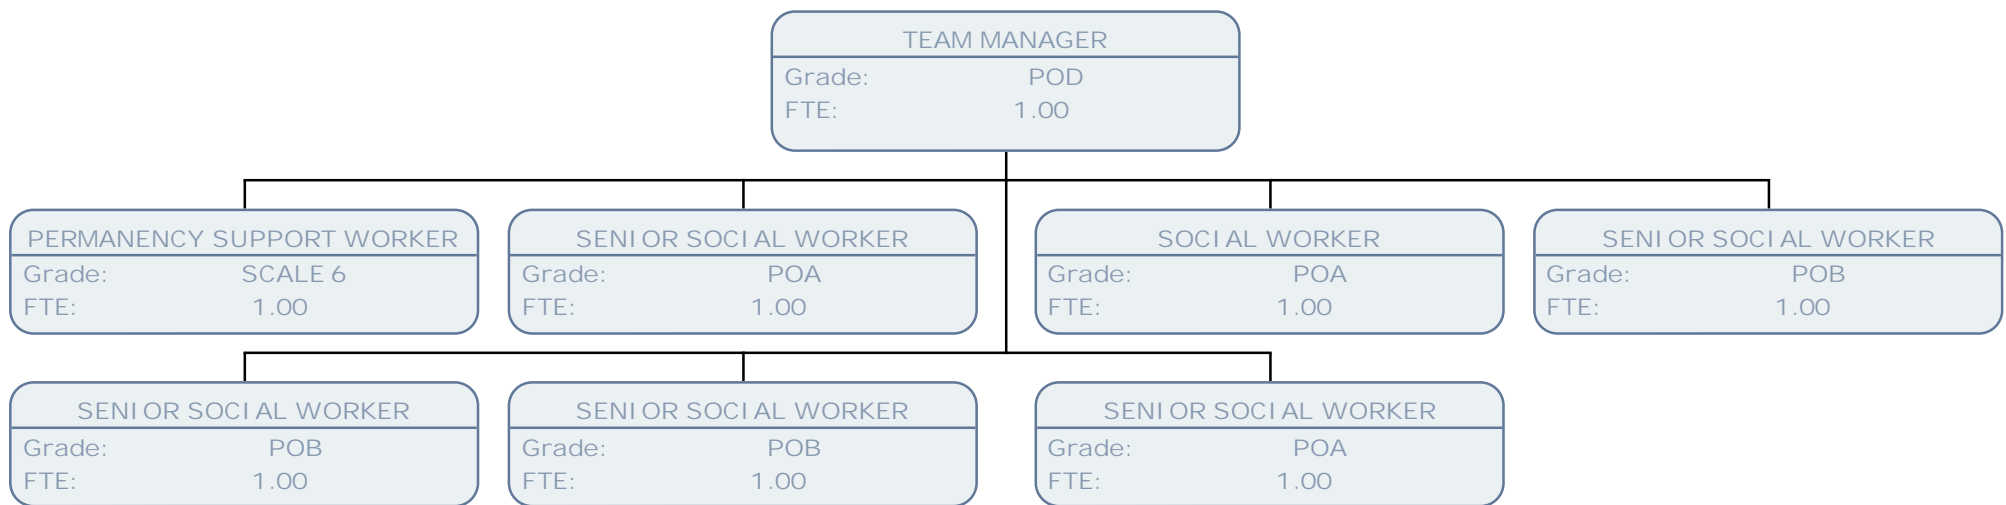 TEAM MANAGER
Grade: POD
FTE: 1.00
PERMANENCY SUPPORT WORKER
Grade: SCALE 6
FTE: 1.00
SENIOR SOCIAL WORKER
Grade: POA
FTE: 1.00
SOCIAL WORKER
Grade: POA
FTE: 1.00
SENIOR SOCIAL WORKER
Grade: POB
FTE: 1.00
SENIOR SOCIAL WORKER
Grade: POB
FTE: 1.00
SENIOR SOCIAL WORKER
Grade: POB
FTE: 1.00
SENIOR SOCIAL WORKER
Grade: POA
FTE: 1.00